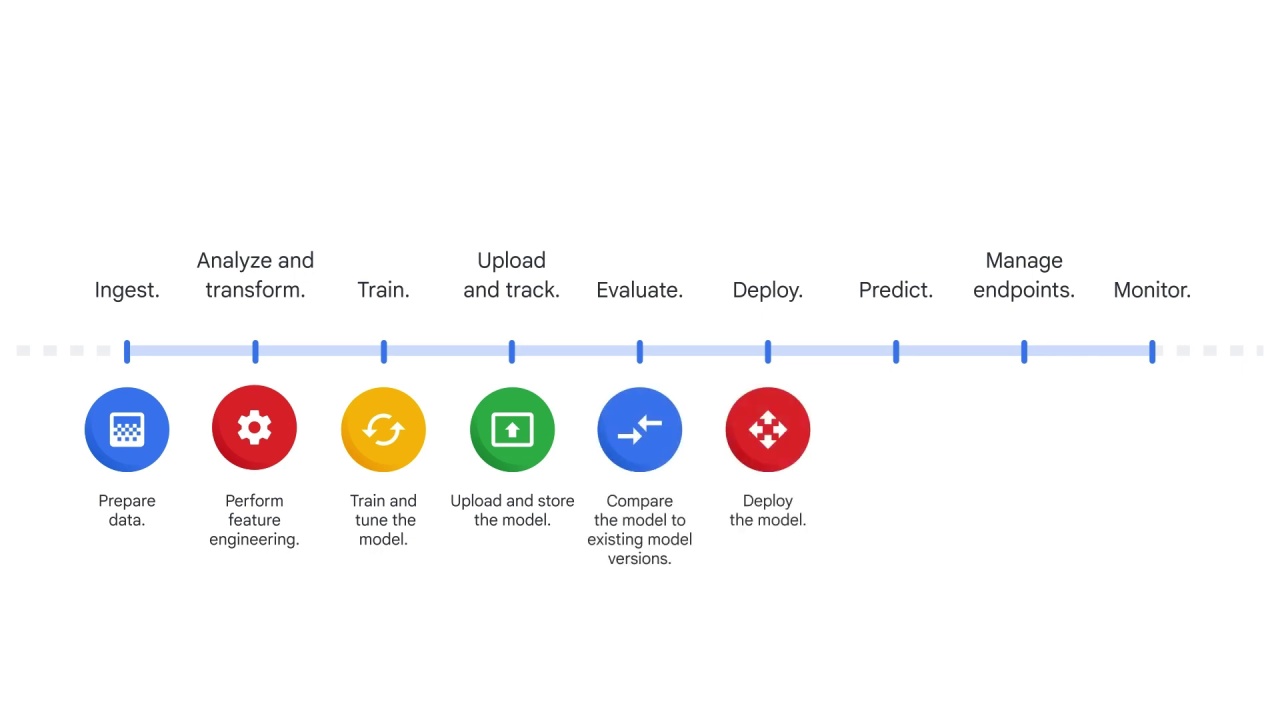 Ingest.
Analyze and
transform.
Train.
Upload
and track.
Evaluate.
Deploy.
Predict.
Manage
endpoints.
Monitor.
Prepare
data.
Perform
feature
engineering.
Train and
tune the
model.
Upload and store
the model.
Compare
the model to
existing model
versions.
Deploy
the model.